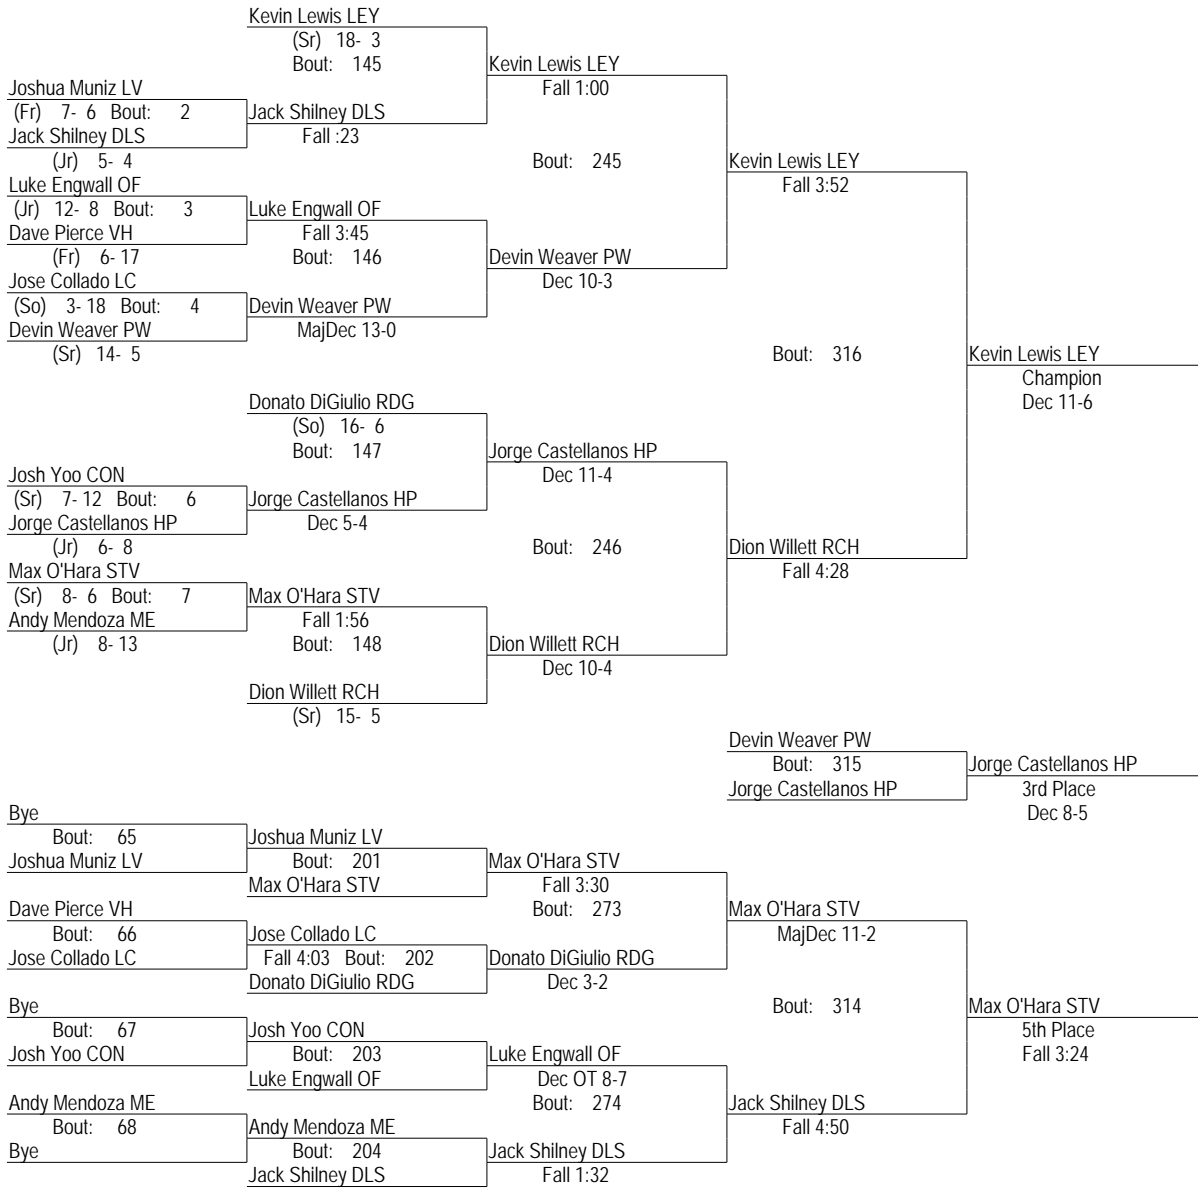 Kevin Lewis LEY
(Sr) 18- 3
Bout: 145
Kevin Lewis LEY
Fall 1:00
Joshua Muniz LV
(Fr) 7- 6 Bout: 2
Jack Shilney DLS
Jack Shilney DLS
Fall :23
(Jr) 5- 4
Bout: 245
Kevin Lewis LEY
Fall 3:52
Luke Engwall OF
(Jr) 12- 8 Bout: 3
Luke Engwall OF
Dave Pierce VH
Fall 3:45
(Fr) 6- 17
Bout: 146
Devin Weaver PW
Dec 10-3
Jose Collado LC
(So) 3- 18 Bout: 4
Devin Weaver PW
Devin Weaver PW
MajDec 13-0
(Sr) 14- 5
Bout: 316
Kevin Lewis LEY
Champion
Dec 11-6
Donato DiGiulio RDG
(So) 16- 6
Bout: 147
Jorge Castellanos HP
Dec 11-4
Josh Yoo CON
(Sr) 7- 12 Bout: 6
Jorge Castellanos HP
Jorge Castellanos HP
Dec 5-4
(Jr) 6- 8
Bout: 246
Dion Willett RCH
Fall 4:28
Max O'Hara STV
(Sr) 8- 6 Bout: 7
Max O'Hara STV
Andy Mendoza ME
Fall 1:56
(Jr) 8- 13
Bout: 148
Dion Willett RCH
Dec 10-4
Dion Willett RCH
(Sr) 15- 5
Devin Weaver PW
Bout: 315
Jorge Castellanos HP
Jorge Castellanos HP
3rd Place
Dec 8-5
Bye
Bout: 65
Joshua Muniz LV
Joshua Muniz LV
Bout: 201
Max O'Hara STV
Max O'Hara STV
Fall 3:30
Bout: 273
Max O'Hara STV
MajDec 11-2
Dave Pierce VH
Bout: 66
Jose Collado LC
Jose Collado LC
Fall 4:03 Bout: 202
Donato DiGiulio RDG
Donato DiGiulio RDG
Dec 3-2
Bye
Bout: 67
Josh Yoo CON
Josh Yoo CON
Bout: 203
Luke Engwall OF
Luke Engwall OF
Dec OT 8-7
Bout: 274
Bout: 314
Max O'Hara STV
5th Place
Fall 3:24
Andy Mendoza ME
Bout: 68
Bye
Andy Mendoza ME
Bout: 204
Jack Shilney DLS
Jack Shilney DLS
Fall 1:32
Jack Shilney DLS
Fall 4:50